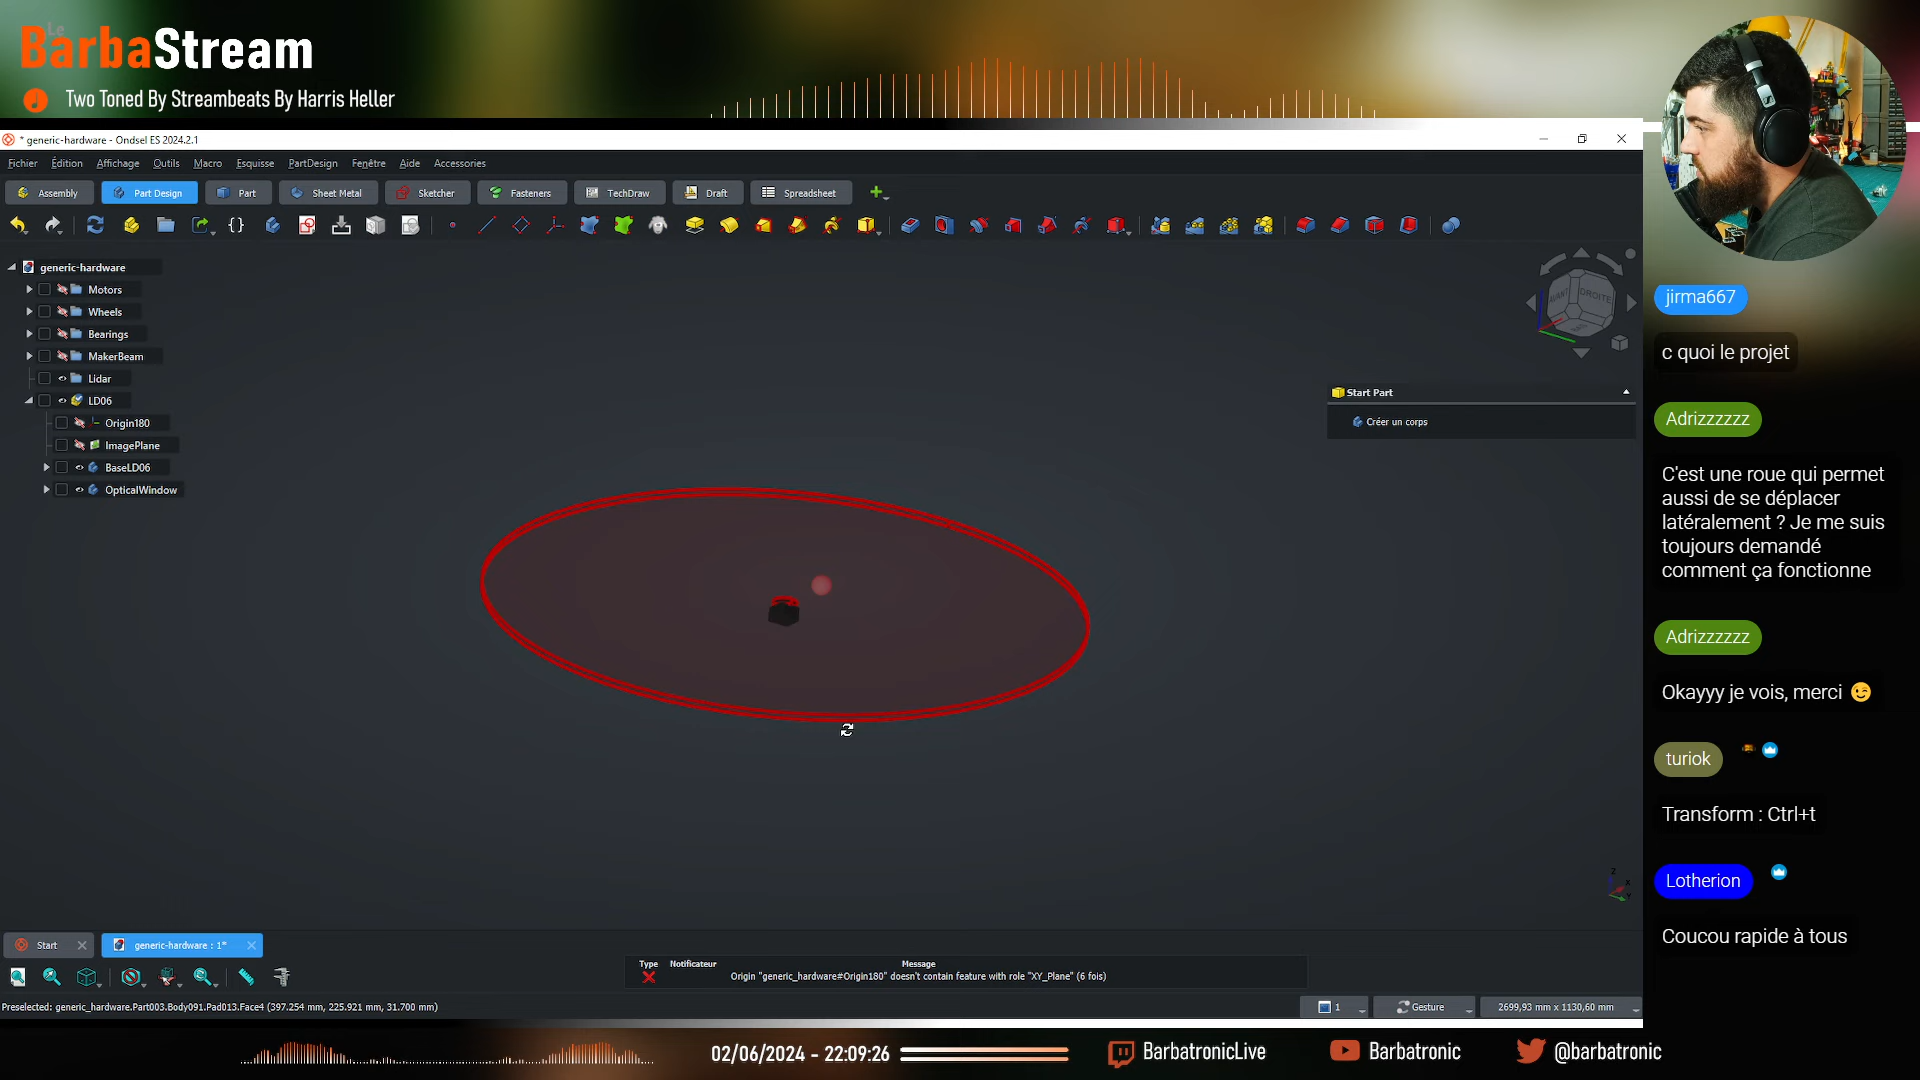 Le
BarbaStream
Two Toned By Streambeats By Harris Heller
* generic-hardware - Ondsel ES 2024.2.1
Fichier Édition Affichage Outils Macro Esquisse PartDesign Fenêtre Aide Accessories
Assembly Part Design Part Sheet Metal Sketcher Fasteners TechDraw Draft Spreadsheet
generic-hardware
Motors
Wheels
Bearings
MakerBeam
Lidar
LD06
Origin180
ImagePlane
BaseLD06
OpticalWindow
AVANT DROITE
Start Part
Créer un corps
Z
X
Start
generic-hardware : 1*
Type Notificateur Message
Origin "generic_hardware#Origin180" doesn't contain feature with role "XY_Plane" (6 fois)
Preselected: generic_hardware.Part003.Body091.Pad013.Face4 (397.254 mm, 225.921 mm, 31.700 mm)
1 Gesture 2699,93 mm x 1130,60 mm
jirma667
c quoi le projet
Adrizzzzzz
C'est une roue qui permet
aussi de se déplacer
latéralement ? Je me suis
toujours demandé
comment ça fonctionne
Adrizzzzzz
Okayyy je vois, merci 😉
turiok
Transform : Ctrl+t
Lotherion
Coucou rapide à tous
02/06/2024 - 22:09:26
BarbatronicLive
Barbatronic
@barbatronic